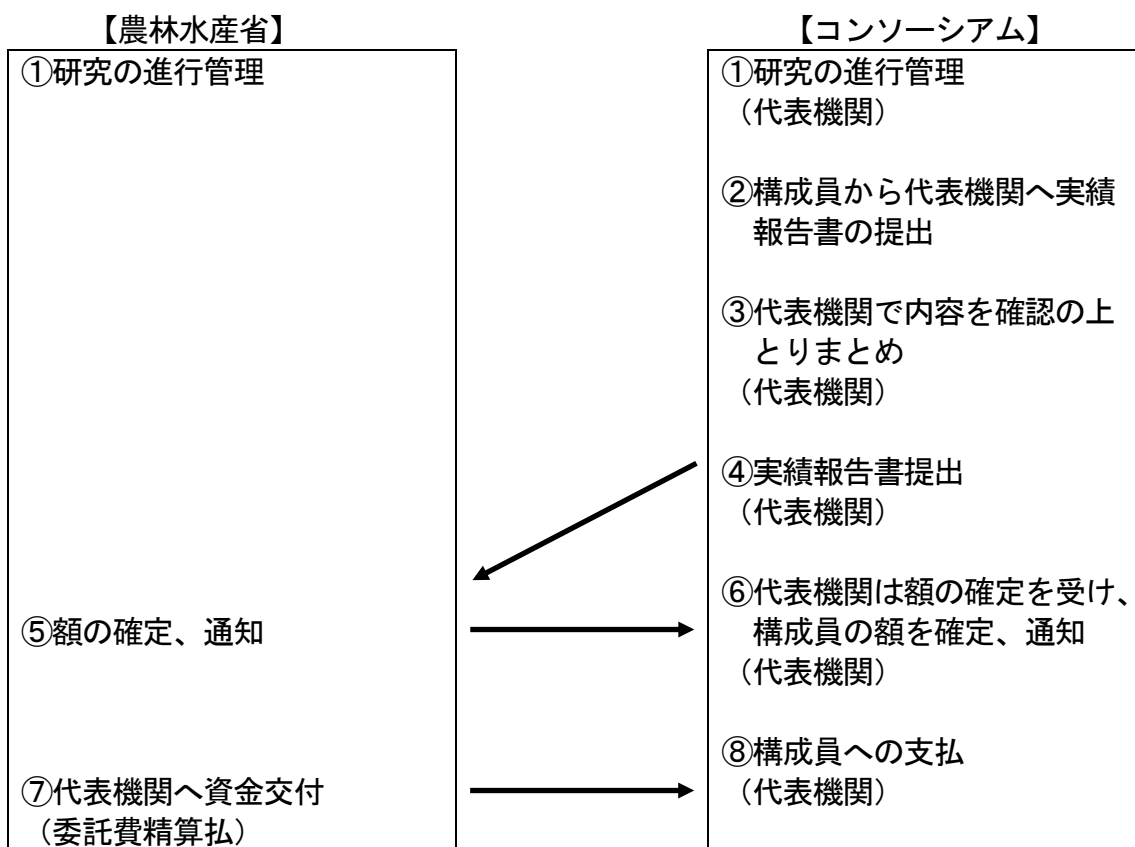 【農林水産省】
①研究の進行管理
⑤額の確定、通知
⑦代表機関へ資金交付
（委託費精算払）
【コンソーシアム】
①研究の進行管理
（代表機関）
②構成員から代表機関へ実績
報告書の提出
③代表機関で内容を確認の上
とりまとめ
（代表機関）
④実績報告書提出
（代表機関）
⑥代表機関は額の確定を受け、
構成員の額を確定、通知
（代表機関）
⑧構成員への支払
（代表機関）